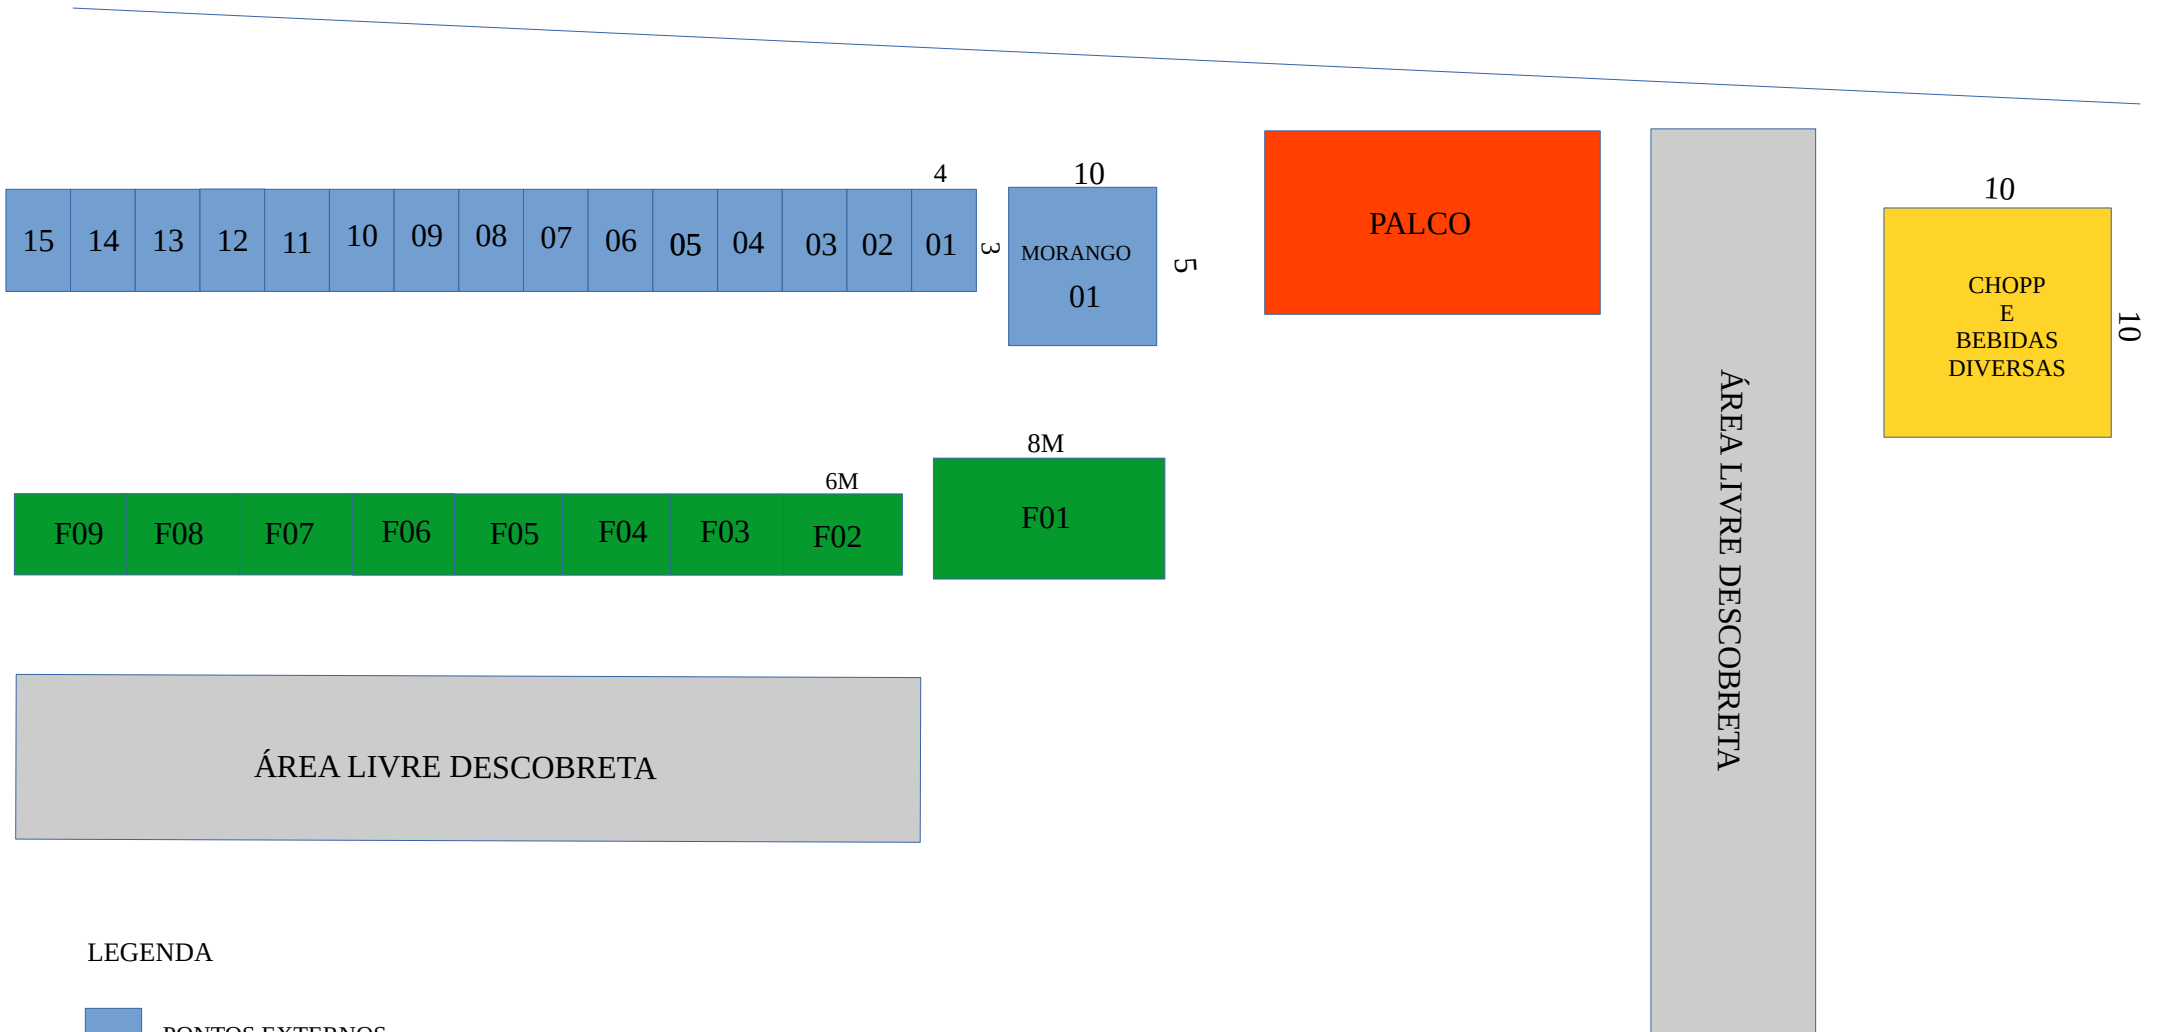 4
10
10
15 14 13 12 11 10 09 08 07 06 05 04 03 02 01
3
MORANGO
01
5
PALCO
CHOPP
E
BEBIDAS
DIVERSAS
10
8M
6M
F09 F08 F07 F06 F05 F04 F03 F02
F01
ÁREA LIVRE DESCOBRETA
ÁREA LIVRE DESCOBRETA
LEGENDA
PONTOS EXTERNOS